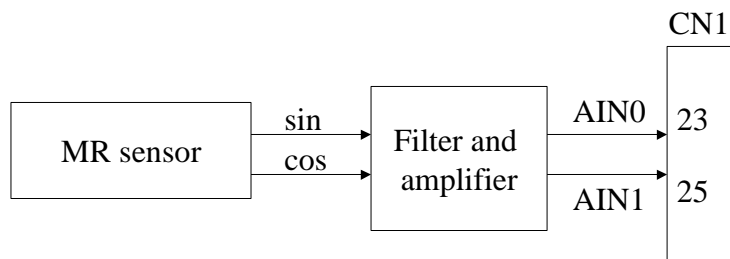 CN1
MR sensor
sin
cos
Filter and
amplifier
AIN0
AIN1
23
25